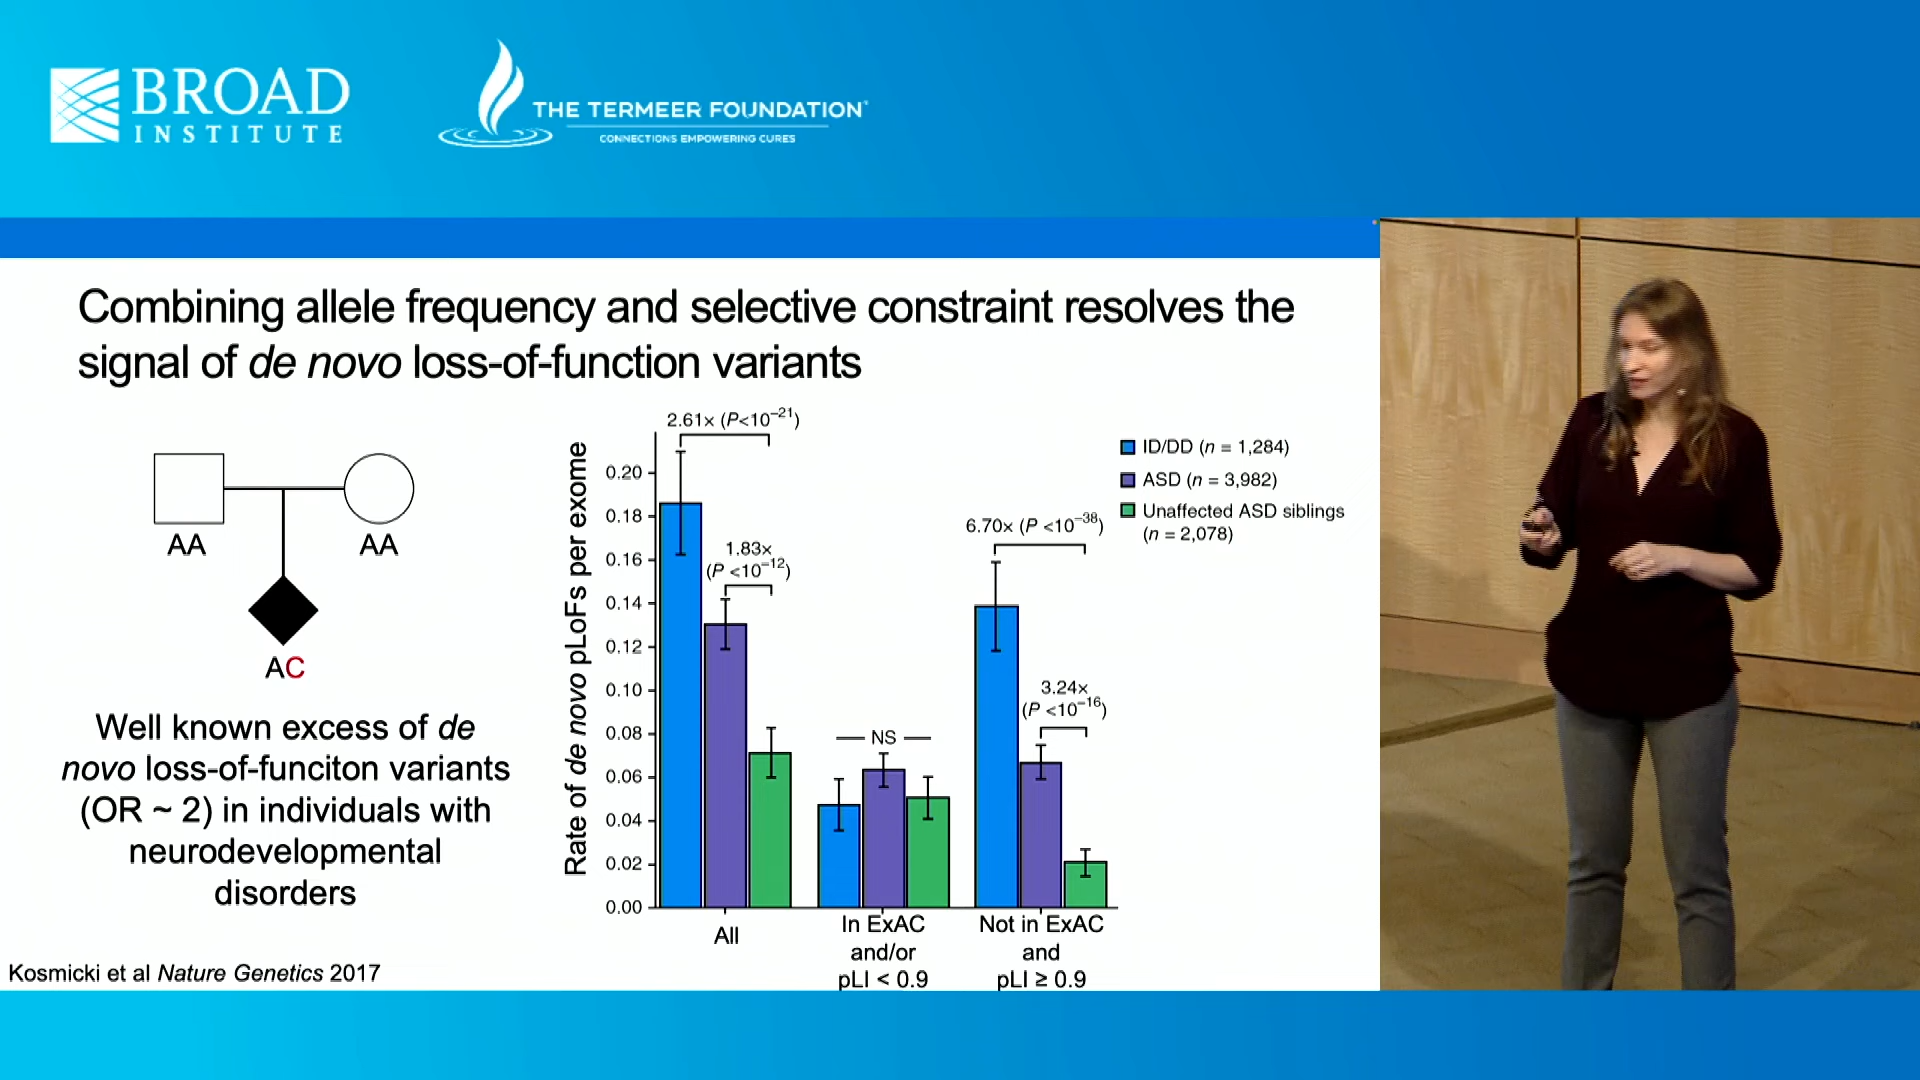 BROAD
INSTITUTE
THE TERMEER FOUNDATION
CONNECTIONS EMPOWERING CURES
Combining allele frequency and selective constraint resolves the
signal of de novo loss-of-function variants
AA
AA
AC
Well known excess of de
novo loss-of-funciton variants
(OR ~ 2) in individuals with
neurodevelopmental
disorders
Kosmicki et al Nature Genetics 2017
Rate of de novo pLoFs per exome
0.20
0.18
0.16
0.14
0.12
0.10
0.08
0.06
0.04
0.02
0.00
2.61× (P<10⁻²¹)
1.83×
(P <10⁻¹²)
NS
6.70× (P <10⁻³⁸)
3.24×
(P <10⁻¹⁶)
All
In ExAC
and/or
pLI < 0.9
Not in ExAC
and
pLI ≥ 0.9
ID/DD (n = 1,284)
ASD (n = 3,982)
Unaffected ASD siblings
(n = 2,078)